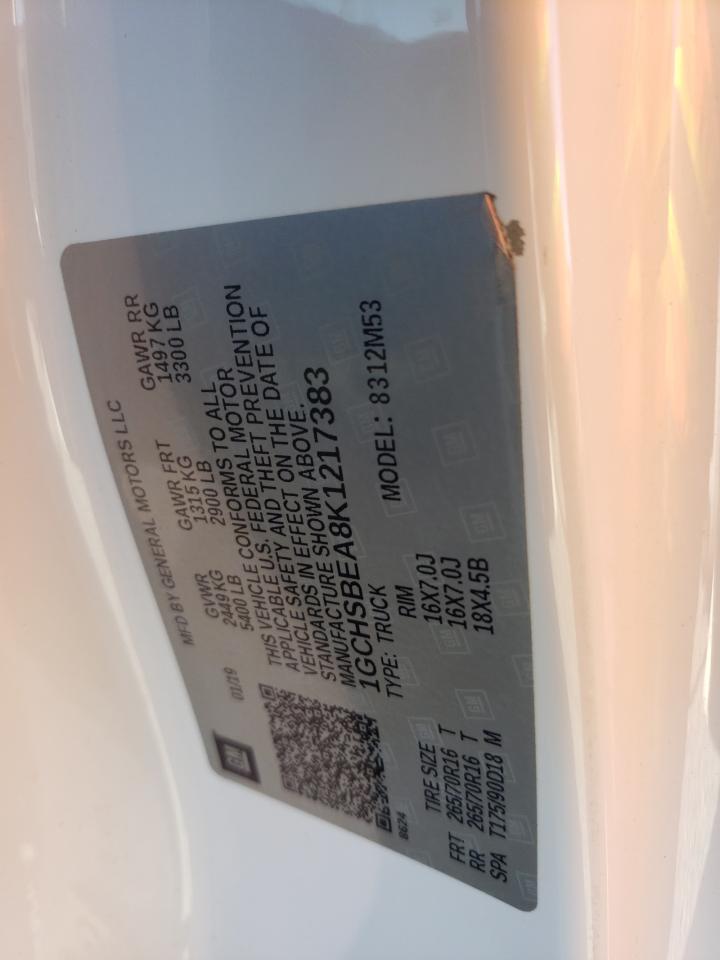 GM
MFD BY GENERAL MOTORS LLC
01/19
GVWR GAWR FRT GAWR RR
2449 KG 1315 KG 1497 KG
5400 LB 2900 LB 3300 LB
THIS VEHICLE CONFORMS TO ALL
APPLICABLE U.S. FEDERAL MOTOR
VEHICLE SAFETY AND THEFT PREVENTION
STANDARDS IN EFFECT ON THE DATE OF
MANUFACTURE SHOWN ABOVE.
1GCHSBEA8K1217383
TYPE: TRUCK MODEL: 8312M53
8624
TIRE SIZE RIM
FRT 265/70R16 T 16X7.0J
RR 265/70R16 T 16X7.0J
SPA T175/90D18 M 18X4.5B